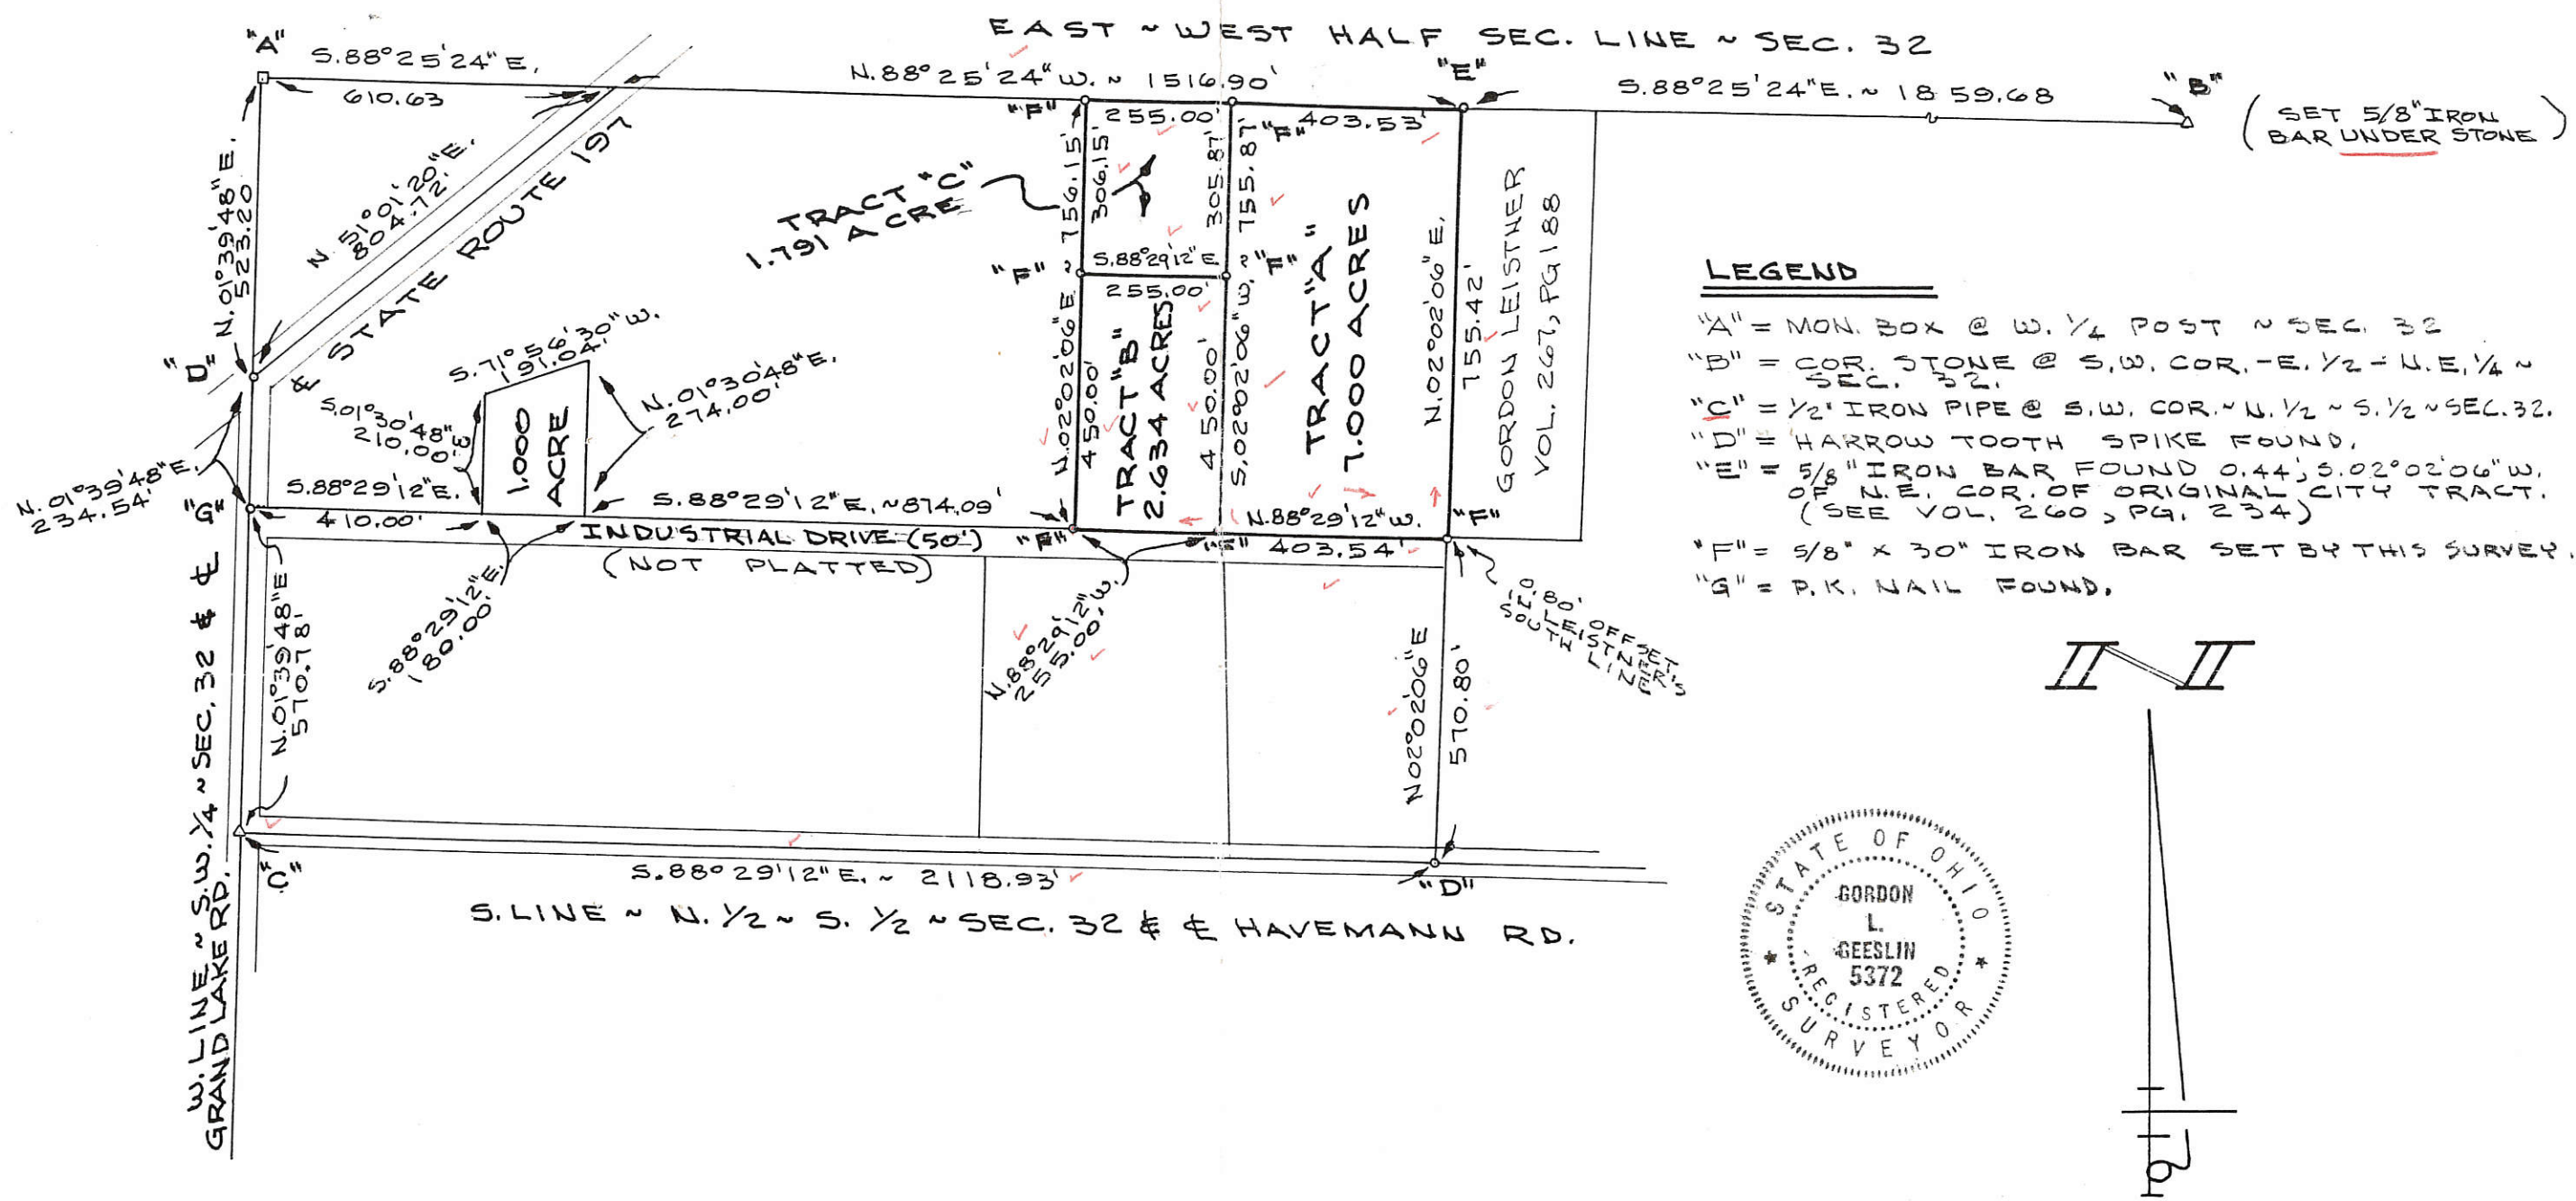 EAST ~ WEST HALF SEC. LINE ~ SEC. 32
"A"
S.88°25'24"E.
610.63
N.88°25'24"W. ~ 1516.90'
"E"
S.88°25'24"E. ~ 1859.68
"B"
(SET 5/8" IRON
BAR UNDER STONE)
"F"
255.00'
"F"
403.53'
N.01°39'48"E.
523.20
N.51°01'20"E.
804.72'
℄ STATE ROUTE 197
TRACT "C"
1.791 ACRE
N.02°02'06"E ~ 756.15'
306.15'
305.87'
S.02°02'06"W. ~ 755.87'
"F"
S.88°29'12"E.
"F"
255.00'
TRACT "B"
2.634 ACRES
450.00'
450.00'
TRACT "A"
7.000 ACRES
N.02°02'06"E.
755.42'
GORDON LEISTNER
VOL. 267, PG 188
"D"
S.71°56'30"W.
191.04'
S.01°30'48"E
210.00'
1.000
ACRE
N.01°30'48"E.
274.00'
N.01°39'48"E.
234.54'
"G"
S.88°29'12"E.
410.00'
S.88°29'12"E. ~ 874.09
"F"
N.88°29'12"W.
"F"
403.54'
INDUSTRIAL DRIVE (50')
(NOT PLATTED)
S.88°29'12"E.
180.00'
N.88°29'12"W.
255.00'
0.80' OFFSET
IN LEISTNER'S
SOUTH LINE
N.01°39'48"E
570.78'
N02°02'06"E
570.80'
"C"
S.88°29'12"E. ~ 2118.93'
"D"
S. LINE ~ N. 1/2 ~ S. 1/2 ~ SEC. 32 & ℄ HAVEMANN RD.
W. LINE ~ S.W. 1/4 ~ SEC. 32 & ℄
GRAND LAKE RD.
LEGEND
"A" = MON. BOX @ W. 1/4 POST ~ SEC. 32
"B" = COR. STONE @ S.W. COR. - E. 1/2 - N.E. 1/4 ~
SEC. 32.
"C" = 1/2" IRON PIPE @ S.W. COR. ~ N. 1/2 ~ S. 1/2 ~ SEC. 32.
"D" = HARROW TOOTH SPIKE FOUND.
"E" = 5/8" IRON BAR FOUND 0.44', S.02°02'06"W.
OF N.E. COR. OF ORIGINAL CITY TRACT.
(SEE VOL. 260, PG. 234)
"F" = 5/8" X 30" IRON BAR SET BY THIS SURVEY.
"G" = P.K. NAIL FOUND.
STATE OF OHIO
GORDON
L.
GEESLIN
5372
REGISTERED
SURVEYOR